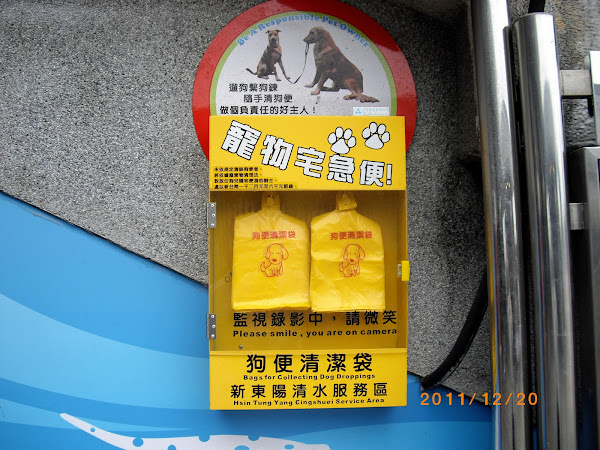 Be A Responsible Pet Owner
遛狗繫狗鍊
隨手清狗便
做個負責任的好主人！
寵物宅急便!
狗便清潔袋
狗便清潔袋
監視錄影中，請微笑
Please smile , you are on camera
狗便清潔袋
Bags for Collecting Dog Droppings
新東陽清水服務區
Hsin Tung Yang Cingshuei Service Area
2011/12/20